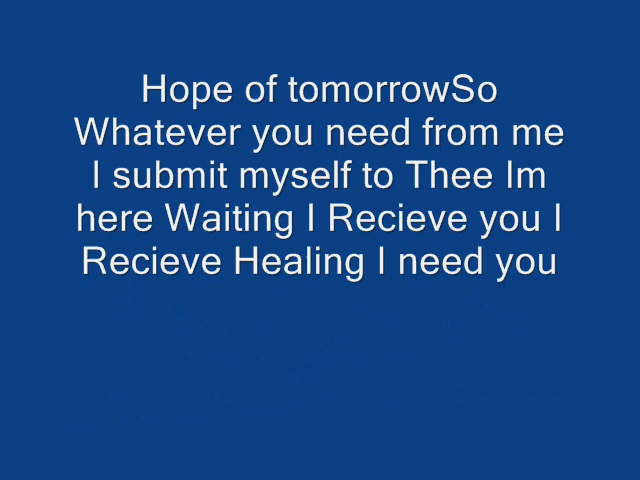 Hope of tomorrowSo
Whatever you need from me
I submit myself to Thee Im
here Waiting I Recieve you I
Recieve Healing I need you